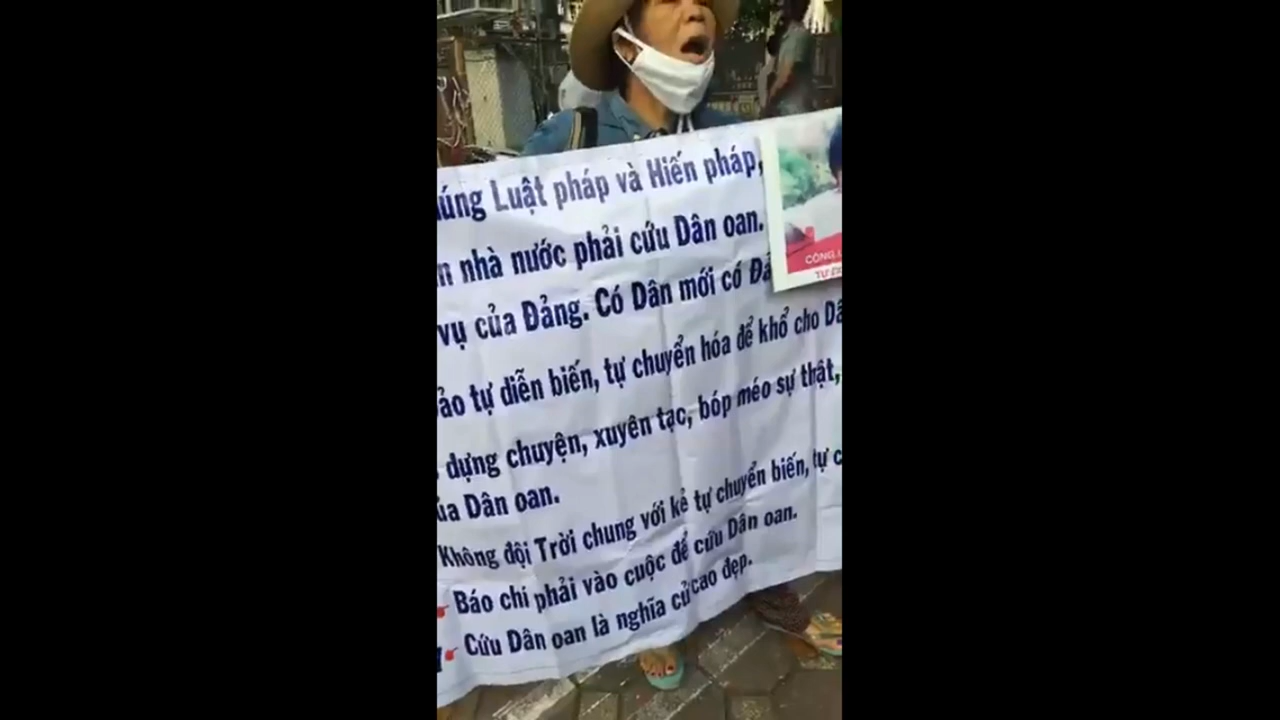 Luật pháp và Hiến pháp,
nhà nước phải cứu Dân oan.
vụ của Đảng. Có Dân mới có
tự diễn biến, tự chuyển hóa để khổ cho
dựng chuyện, xuyên tạc, bóp méo sự thật,
Dân oan.
Không đội Trời chung với kẻ tự chuyển biến, tự
Báo chí phải vào cuộc để cứu Dân oan.
Cứu Dân oan là nghĩa cử cao đẹp.
CÔNG
TỰ